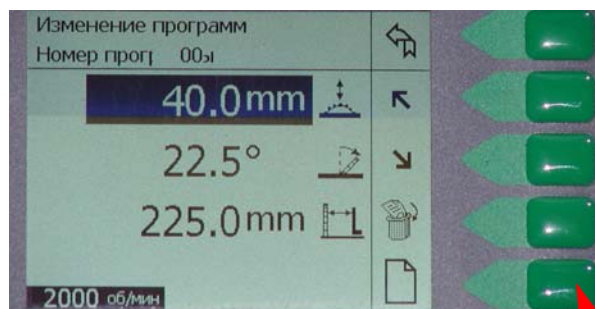 Изменение программ
Номер прог
40.0mm
22.5°
225.0mm
2000 об/мин